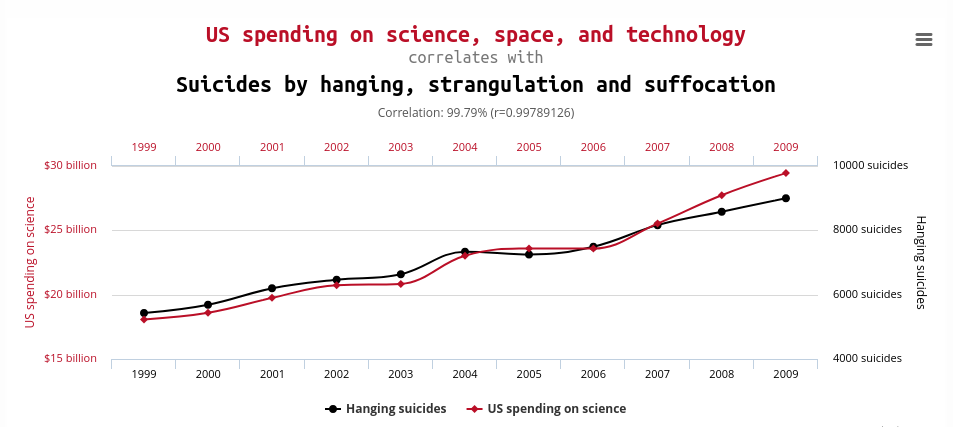 US spending on science, space, and technology
correlates with
Suicides by hanging, strangulation and suffocation
Correlation: 99.79% (r=0.99789126)
1999 2000 2001 2002 2003 2004 2005 2006 2007 2008 2009
$30 billion 10000 suicides
$25 billion 8000 suicides
$20 billion 6000 suicides
$15 billion 4000 suicides
US spending on science
Hanging suicides
1999 2000 2001 2002 2003 2004 2005 2006 2007 2008 2009
Hanging suicides US spending on science